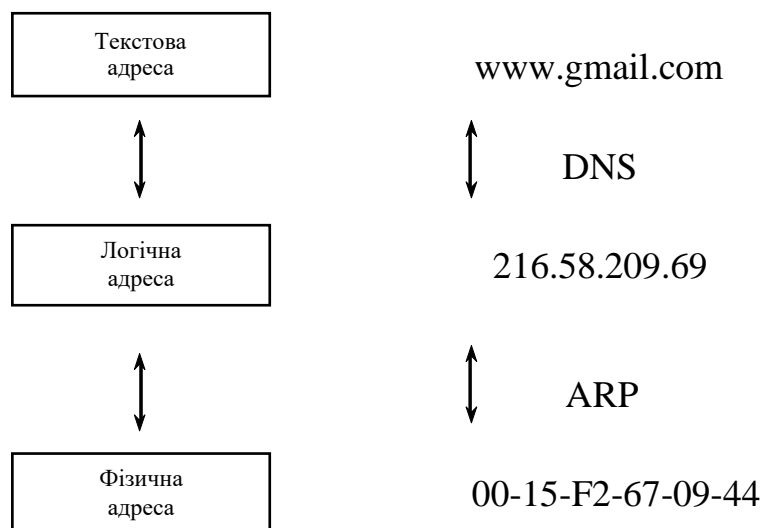 Текстова
адреса
www.gmail.com
DNS
Логічна
адреса
216.58.209.69
ARP
Фізична
адреса
00-15-F2-67-09-44